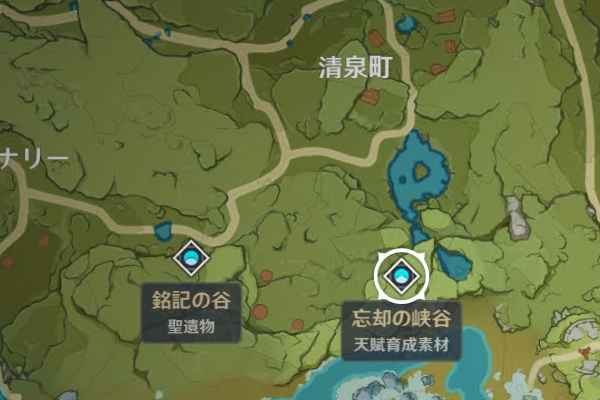 清泉町
ナリー
銘記の谷
聖遺物
忘却の峡谷
天賦育成素材